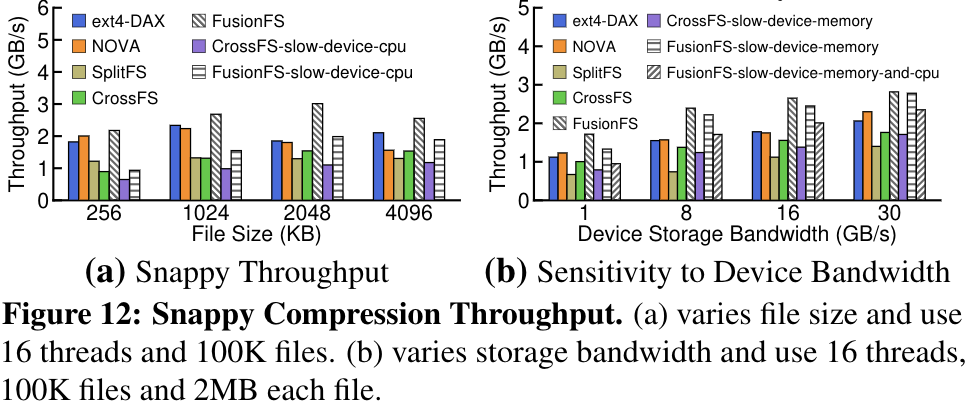 Throughput (GB/s)
6
5
4
3
2
1
0
ext4-DAX
NOVA
SplitFS
CrossFS
FusionFS
CrossFS-slow-device-cpu
FusionFS-slow-device-cpu
256 1024 2048 4096
File Size (KB)
(a) Snappy Throughput
Throughput (GB/s)
5
4
3
2
1
0
ext4-DAX
NOVA
SplitFS
CrossFS
FusionFS
CrossFS-slow-device-memory
FusionFS-slow-device-memory
FusionFS-slow-device-memory-and-cpu
1 8 16 30
Device Storage Bandwidth (GB/s)
(b) Sensitivity to Device Bandwidth
Figure 12: Snappy Compression Throughput. (a) varies file size and use
16 threads and 100K files. (b) varies storage bandwidth and use 16 threads,
100K files and 2MB each file.